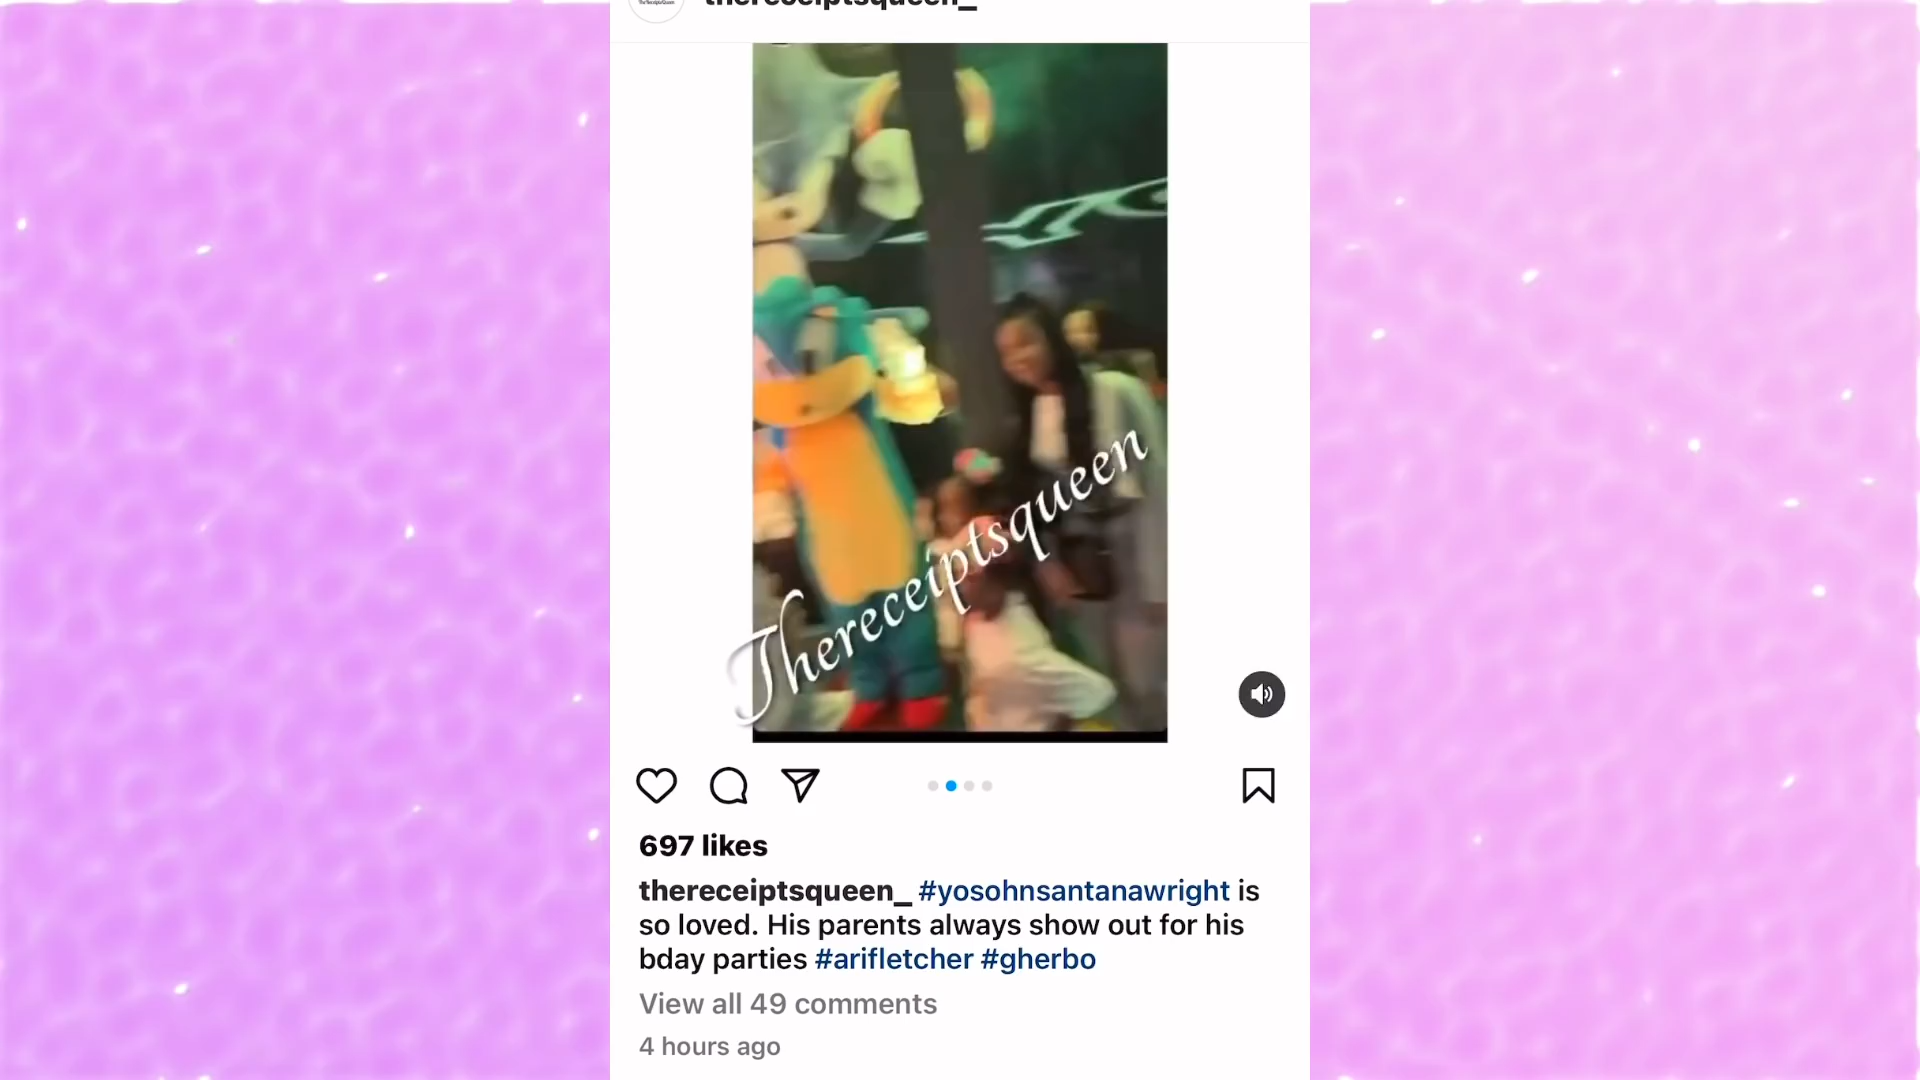 thereceiptsqueen_
Thereceiptsqueen
697 likes
thereceiptsqueen_ #yosohnsantanawright is
so loved. His parents always show out for his
bday parties #arifletcher #gherbo
View all 49 comments
4 hours ago